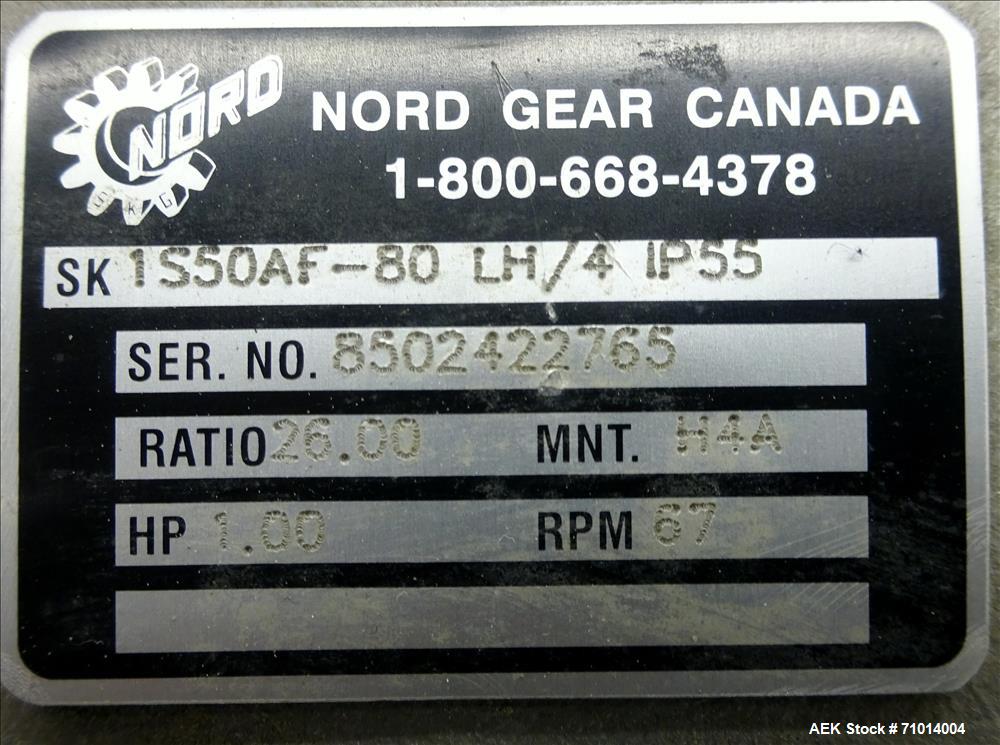 NORD
SKG
NORD GEAR CANADA
1-800-668-4378
SK 1S50AF-80 LH/4 IP55
SER. NO. 8502422765
RATIO 26.00 MNT. H4A
HP 1.00 RPM 67
AEK Stock #71014004